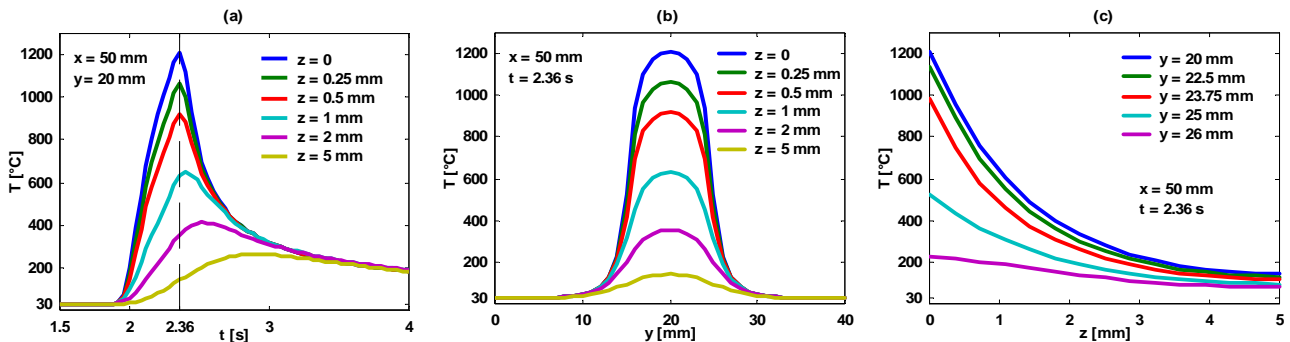 (a)
T [°C]
1200
1000
800
600
400
200
30
x = 50 mm
y = 20 mm
z = 0
z = 0.25 mm
z = 0.5 mm
z = 1 mm
z = 2 mm
z = 5 mm
1.5 2 2.36 3 4
t [s]
(b)
T [°C]
1200
1000
800
600
400
200
30
x = 50 mm
t = 2.36 s
z = 0
z = 0.25 mm
z = 0.5 mm
z = 1 mm
z = 2 mm
z = 5 mm
0 10 20 30 40
y [mm]
(c)
T [°C]
1200
1000
800
600
400
200
30
y = 20 mm
y = 22.5 mm
y = 23.75 mm
y = 25 mm
y = 26 mm
x = 50 mm
t = 2.36 s
0 1 2 3 4 5
z [mm]